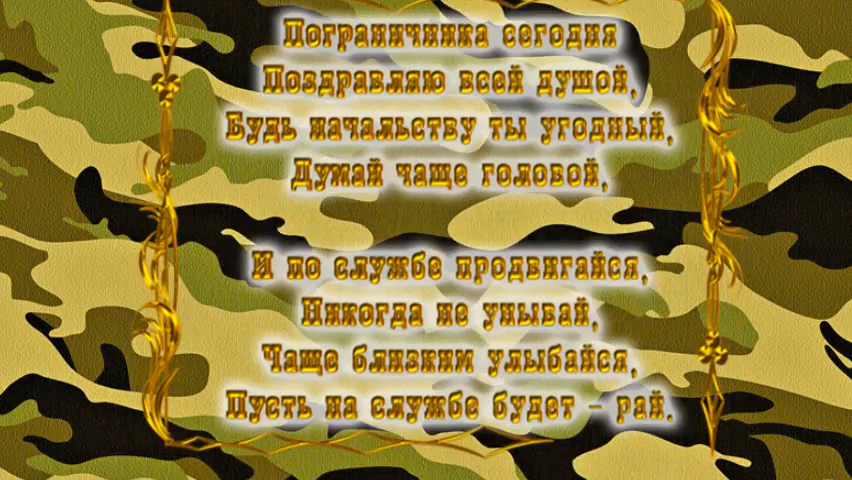 Пограничника сегодня
Поздравляю всей душой,
Будь начальству ты угодный,
Думай чаще головой,
И по службе продвигайся,
Никогда не унывай,
Чаще близким улыбайся,
Пусть на службе будет – рай.